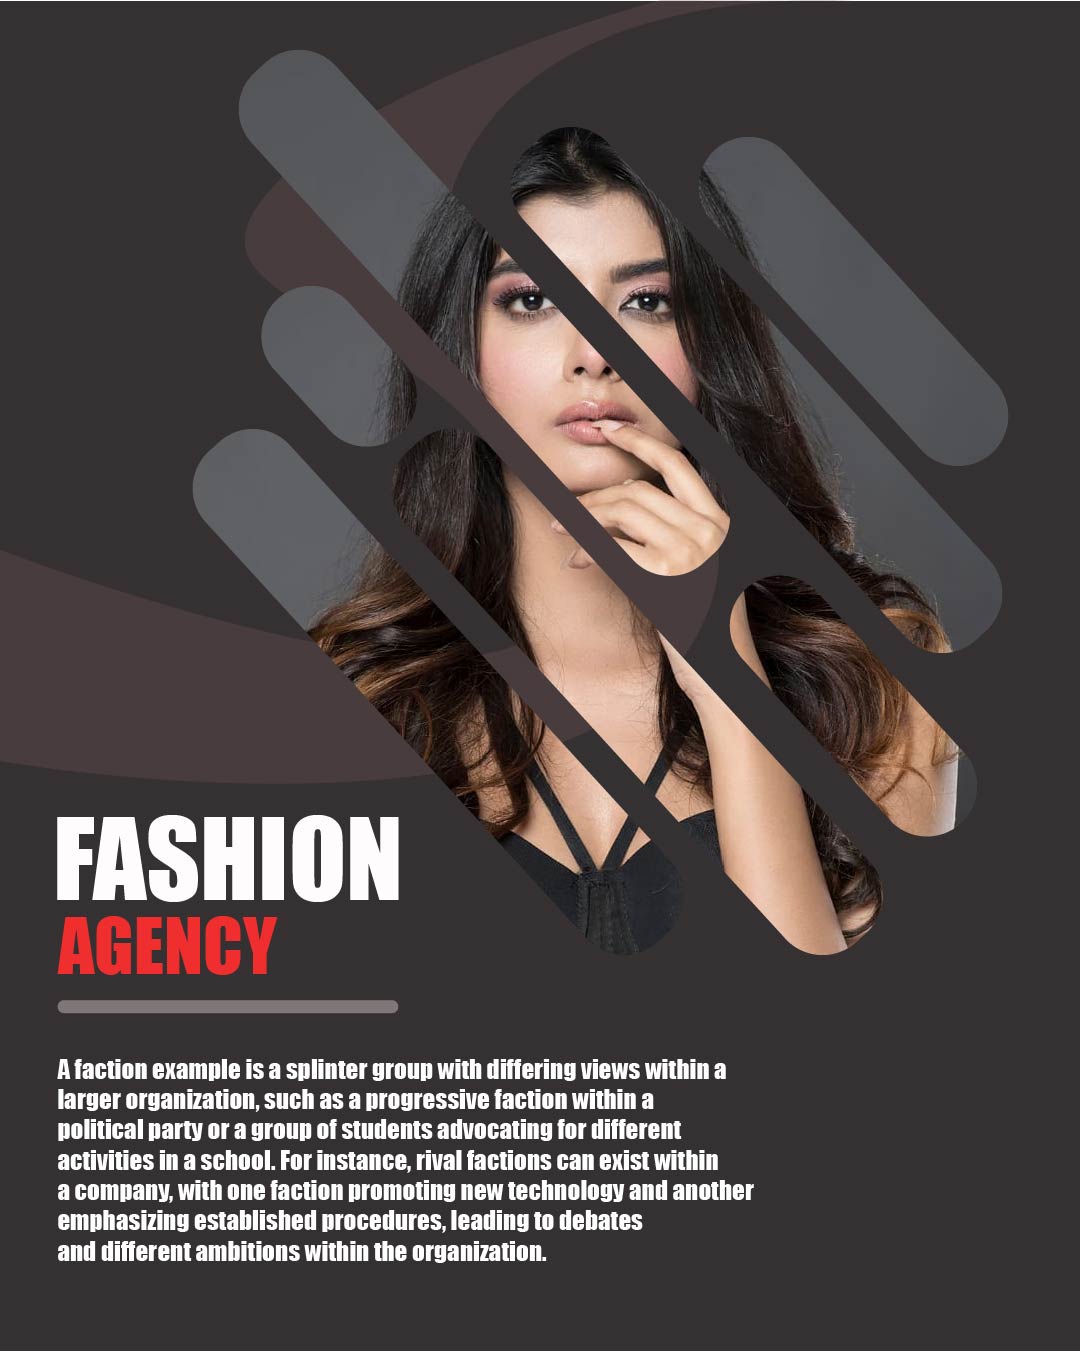 FASHION
AGENCY
A faction example is a splinter group with differing views within a
larger organization, such as a progressive faction within a
political party or a group of students advocating for different
activities in a school. For instance, rival factions can exist within
a company, with one faction promoting new technology and another
emphasizing established procedures, leading to debates
and different ambitions within the organization.